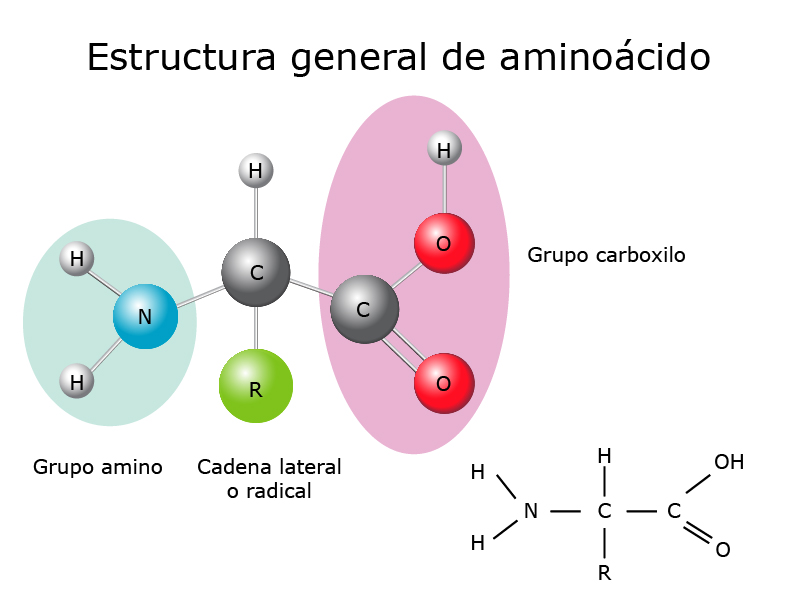 Estructura general de aminoácido
H
H
H
O
Grupo carboxilo
C
C
N
H
R
O
Grupo amino
Cadena lateral
o radical
H
H
OH
N
C
C
H
O
R